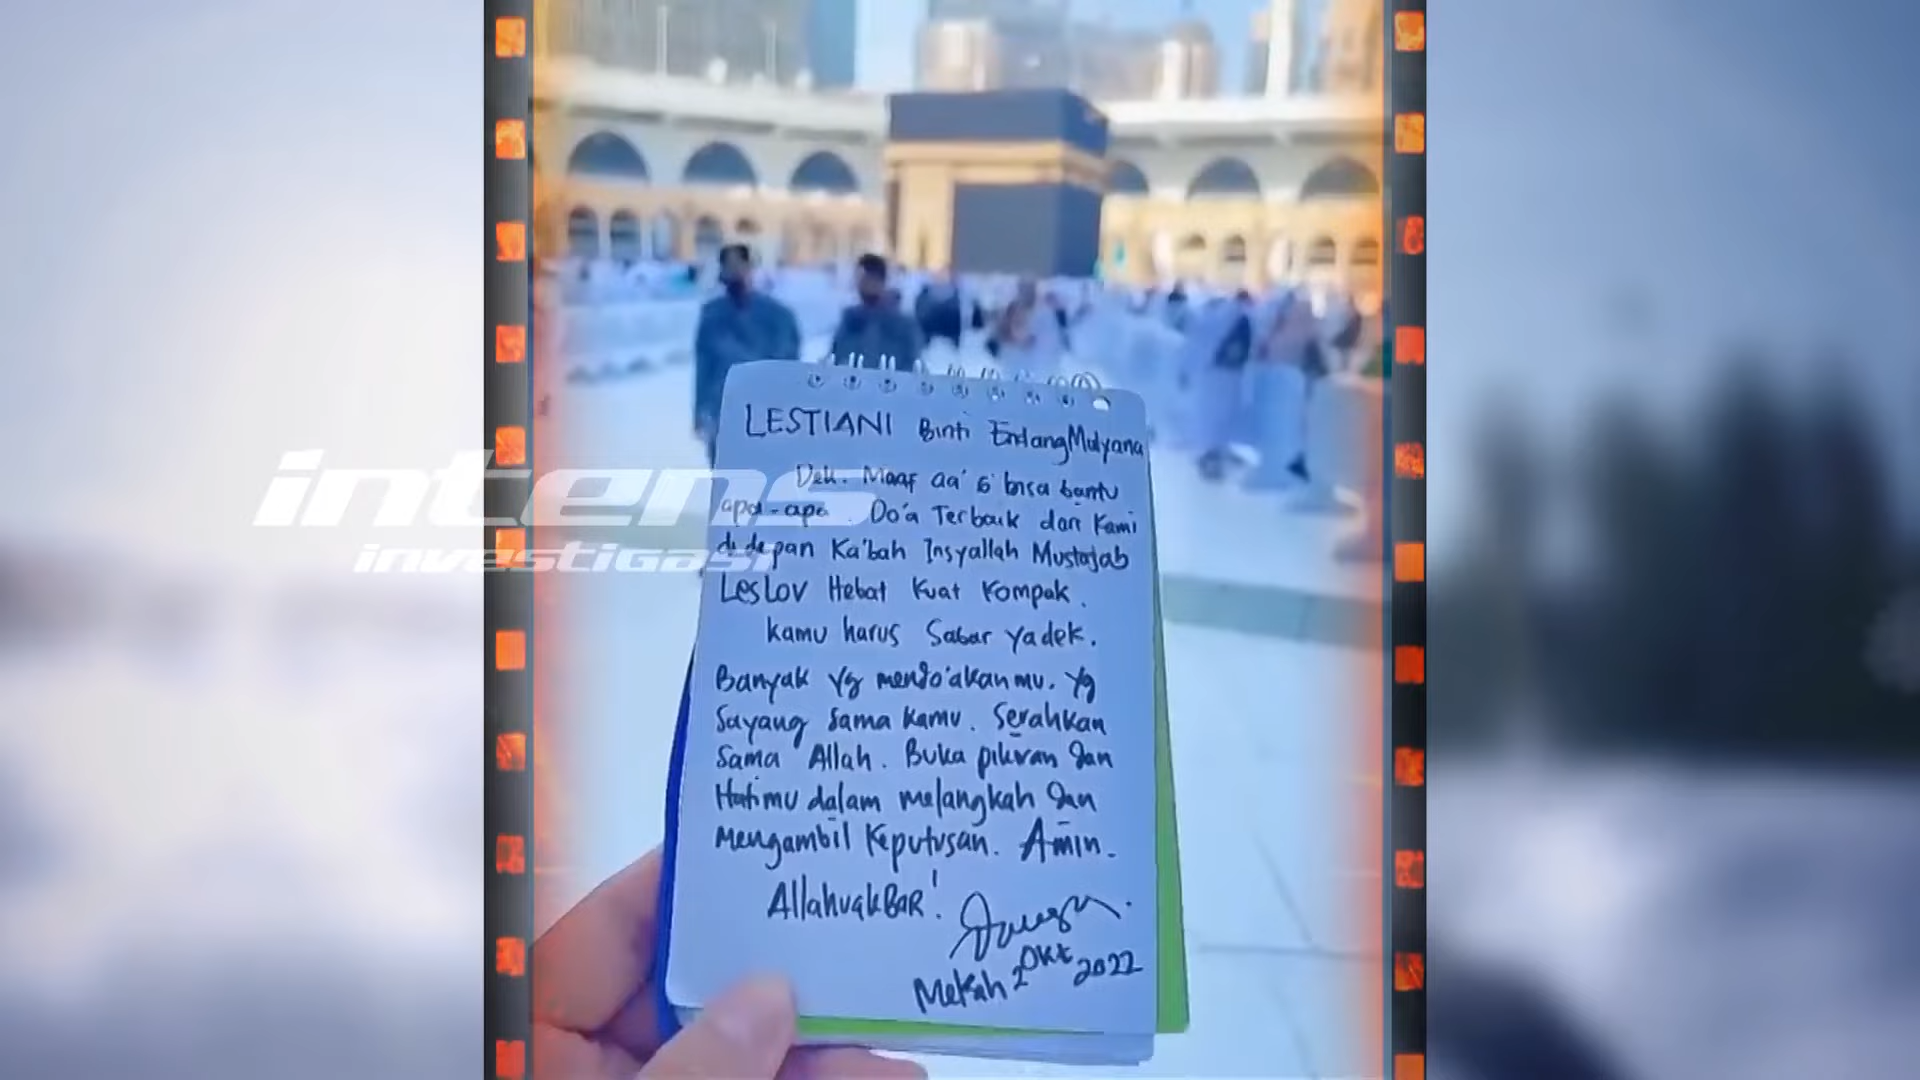 LESTIANI Binti Endang Mulyana
Dek. Maaf aa' G bisa bantu
apa-apa. Do'a Terbaik dari Kami
didepan Ka'bah Insyallah Mustajab
LesLov Hebat Kuat Kompak.
Kamu harus Sabar ya dek.
Banyak Yg mendo'akanmu. Yg
Sayang Sama Kamu. Serahkan
Sama Allah. Buka pikiran dan
Hatimu dalam melangkah dan
Mengambil Keputusan. Amin.
AllahuakBaR!
Mekah 2 Okt 2022
intens
investigasi